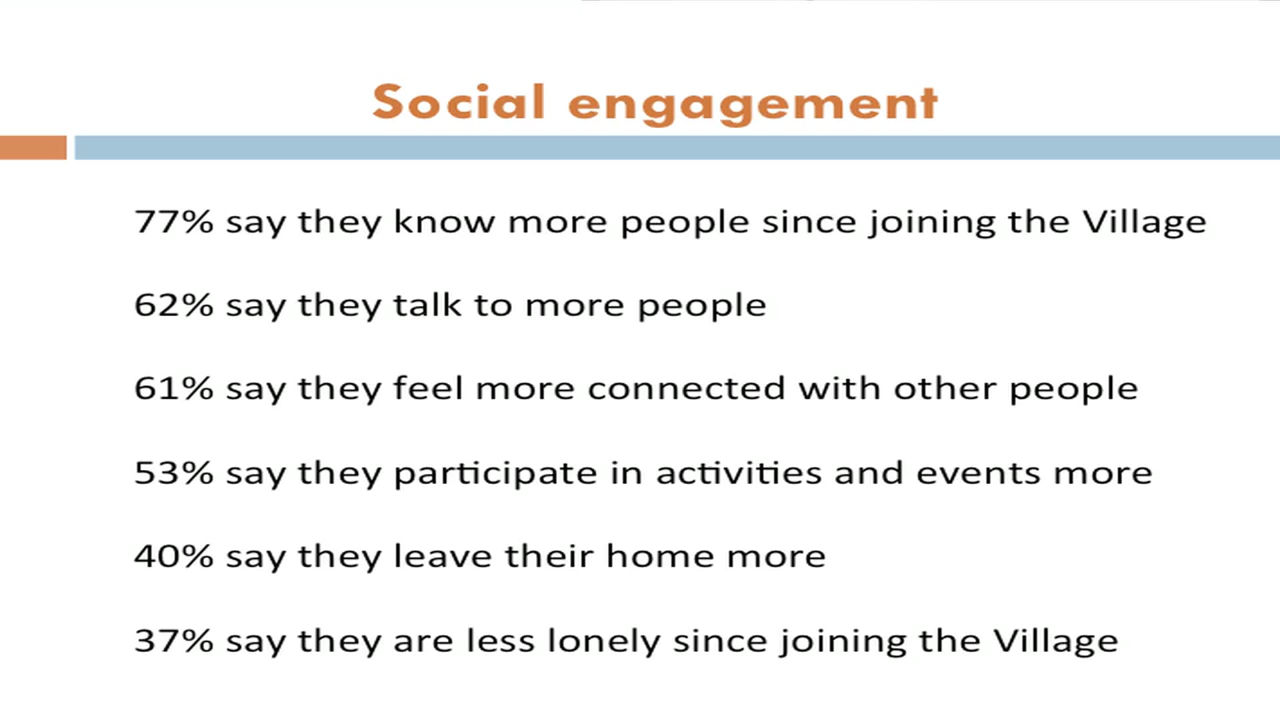 Social engagement
77% say they know more people since joining the Village
62% say they talk to more people
61% say they feel more connected with other people
53% say they participate in activities and events more
40% say they leave their home more
37% say they are less lonely since joining the Village